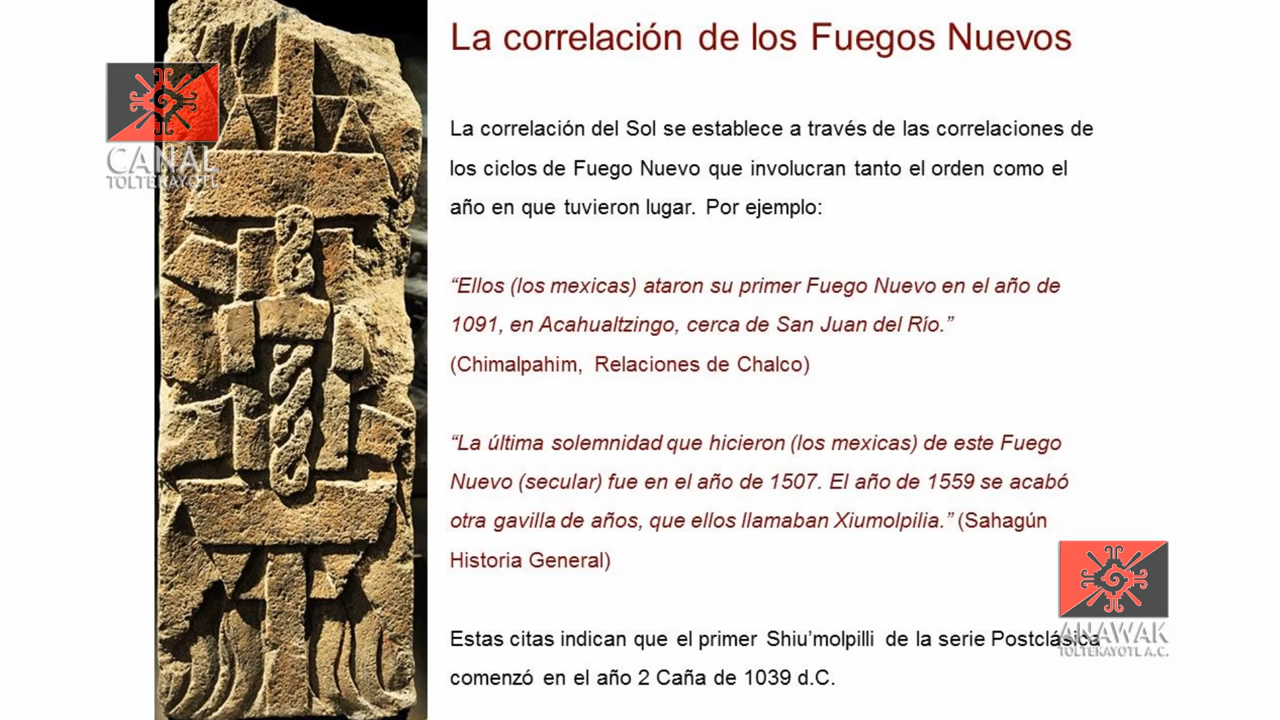 La correlación de los Fuegos Nuevos
CANAL
TOLTEKAYOTL
La correlación del Sol se establece a través de las correlaciones de
los ciclos de Fuego Nuevo que involucran tanto el orden como el
año en que tuvieron lugar. Por ejemplo:
“Ellos (los mexicas) ataron su primer Fuego Nuevo en el año de
1091, en Acahualtzingo, cerca de San Juan del Río.”
(Chimalpahim, Relaciones de Chalco)
“La última solemnidad que hicieron (los mexicas) de este Fuego
Nuevo (secular) fue en el año de 1507. El año de 1559 se acabó
otra gavilla de años, que ellos llamaban Xiumolpilia.” (Sahagún
Historia General)
Estas citas indican que el primer Shiu’molpilli de la serie Postclásica
comenzó en el año 2 Caña de 1039 d.C.
ANAWAK
TOLTEKAYOTL A.C.